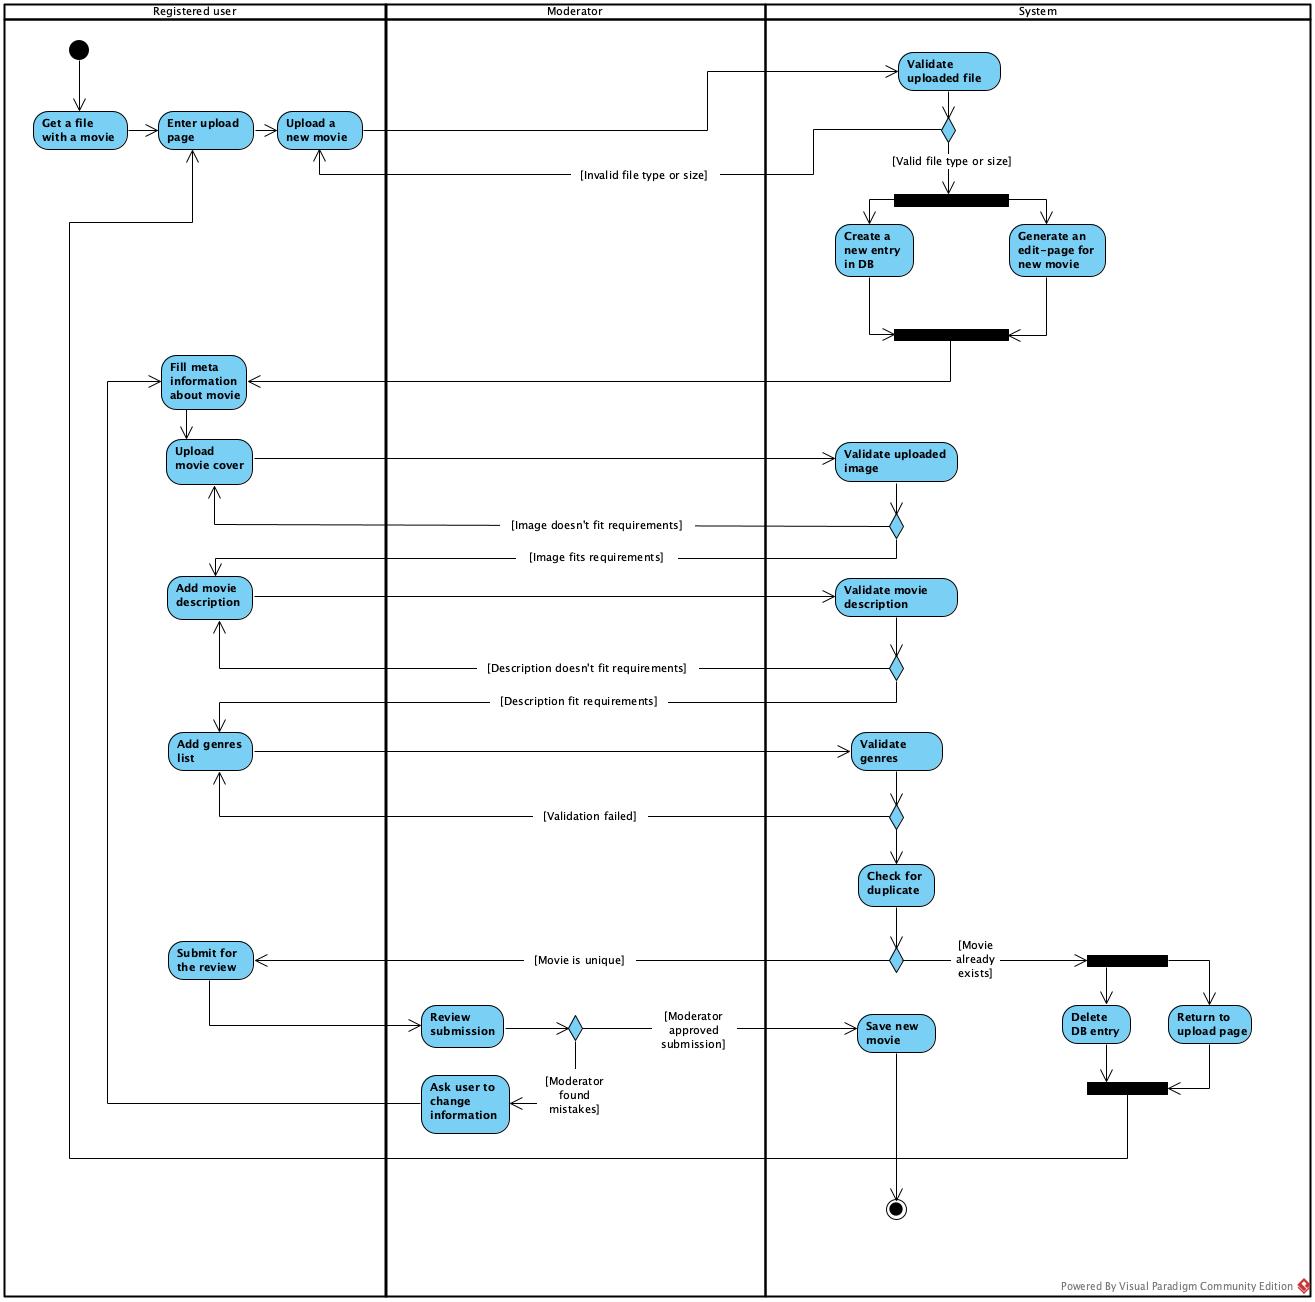 Registered user
Moderator
System
Validate
uploaded file
Get a file
with a movie
Enter upload
page
Upload a
new movie
[Invalid file type or size]
[Valid file type or size]
Create a
new entry
in DB
Generate an
edit-page for
new movie
Fill meta
information
about movie
Upload
movie cover
Validate uploaded
image
[Image doesn't fit requirements]
[Image fits requirements]
Add movie
description
Validate movie
description
[Description doesn't fit requirements]
[Description fit requirements]
Add genres
list
Validate
genres
[Validation failed]
Check for
duplicate
Submit for
the review
[Movie is unique]
[Movie
already
exists]
Review
submission
[Moderator
approved
submission]
Save new
movie
Delete
DB entry
Return to
upload page
Ask user to
change
information
[Moderator
found
mistakes]
Powered By Visual Paradigm Community Edition